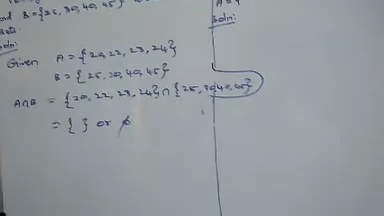 and B={25, 30, 40, 45}
Soln:
Given A = {20, 22, 23, 24}
B = {25, 30, 40, 45}
A∩B = {20, 22, 23, 24} ∩ {25, 30, 40, 45}
= { } or ϕ
Soln: